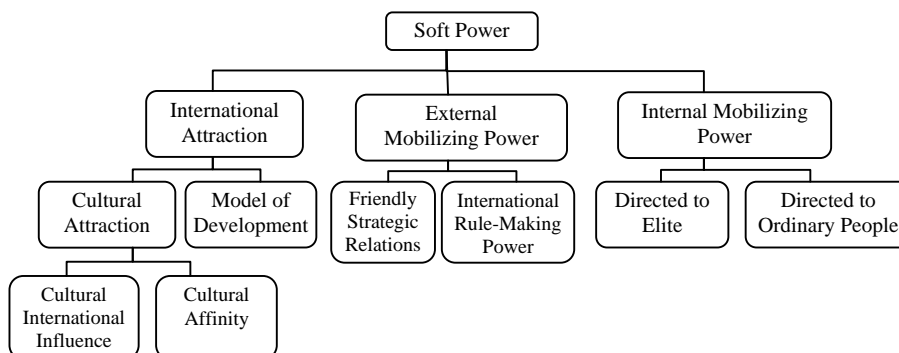 Soft Power
International
Attraction
External
Mobilizing Power
Internal Mobilizing
Power
Cultural
Attraction
Model of
Development
Friendly
Strategic
Relations
International
Rule-Making
Power
Directed to
Elite
Directed to
Ordinary People
Cultural
International
Influence
Cultural
Affinity